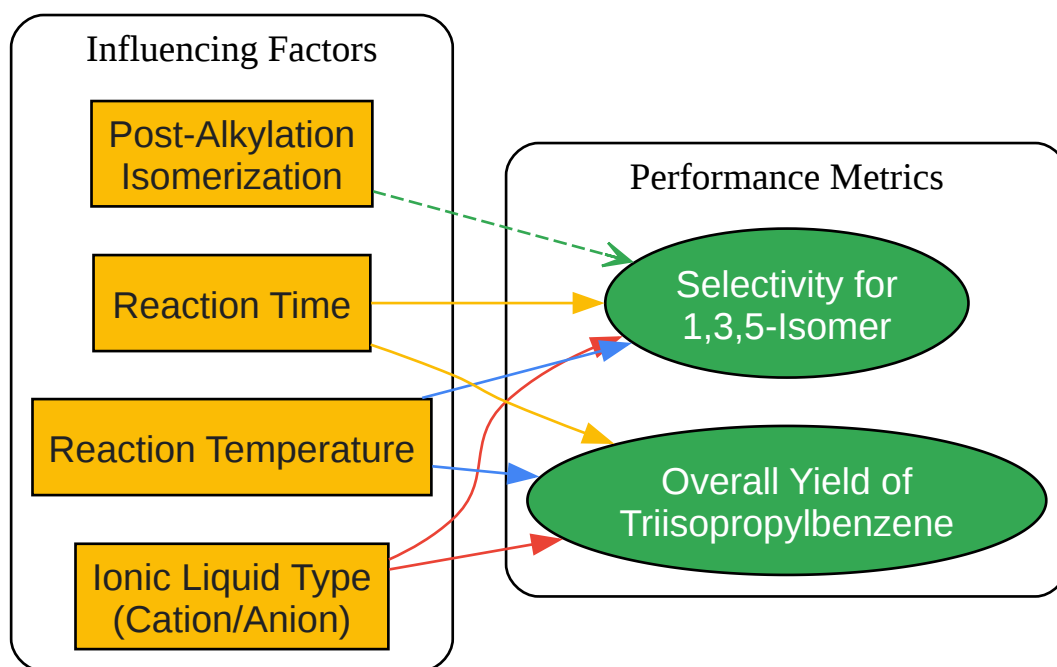 Influencing Factors
Post-Alkylation
Isomerization
Reaction Time
Reaction Temperature
Ionic Liquid Type
(Cation/Anion)
Performance Metrics
Selectivity for
1,3,5-Isomer
Overall Yield of
Triisopropylbenzene